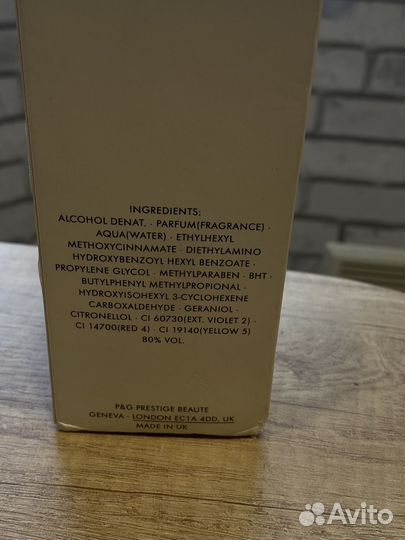 INGREDIENTS:
ALCOHOL DENAT. · PARFUM(FRAGRANCE) ·
AQUA(WATER) · ETHYLHEXYL
METHOXYCINNAMATE · DIETHYLAMINO
HYDROXYBENZOYL HEXYL BENZOATE ·
PROPYLENE GLYCOL · METHYLPARABEN · BHT ·
BUTYLPHENYL METHYLPROPIONAL ·
HYDROXYISOHEXYL 3-CYCLOHEXENE
CARBOXALDEHYDE · GERANIOL ·
CITRONELLOL · CI 60730(EXT. VIOLET 2) ·
CI 14700(RED 4) · CI 19140(YELLOW 5)
80% VOL.
P&G PRESTIGE BEAUTE
GENEVA · LONDON EC1A 4DD, UK
MADE IN UK
Avito